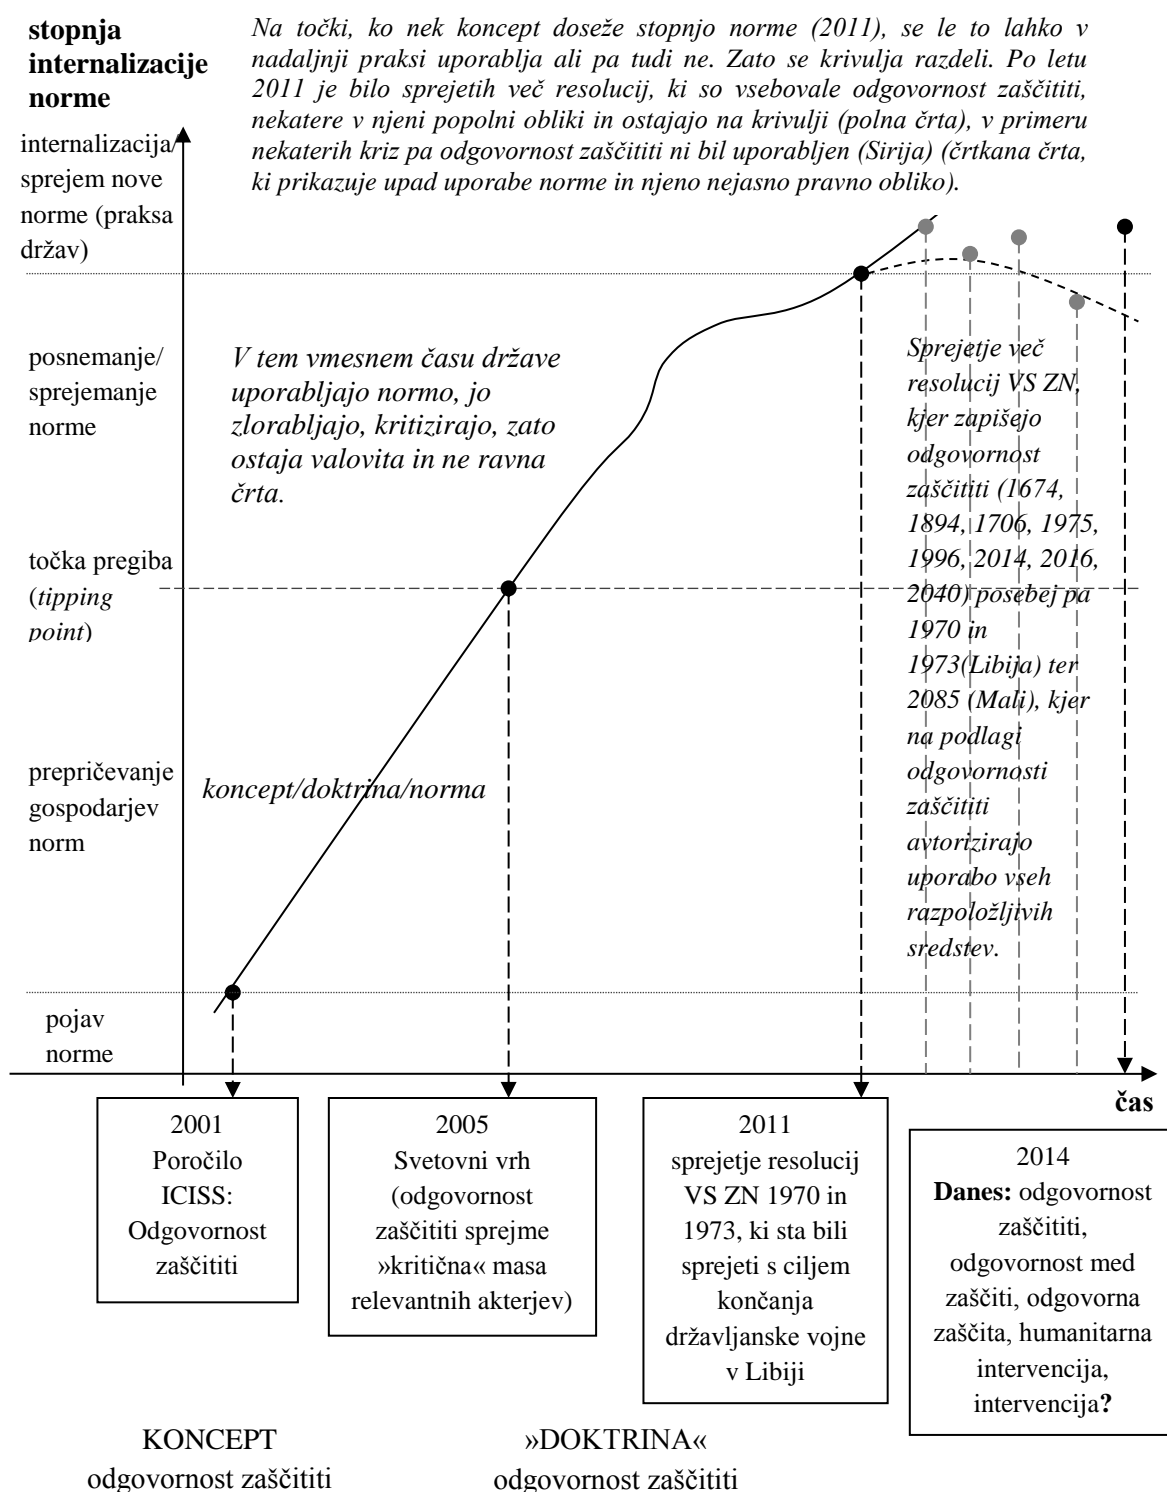 stopnja
internalizacije
norme
Na točki, ko nek koncept doseže stopnjo norme (2011), se le to lahko v
nadaljnji praksi uporablja ali pa tudi ne. Zato se krivulja razdeli. Po letu
2011 je bilo sprejetih več resolucij, ki so vsebovale odgovornost zaščititi,
nekatere v njeni popolni obliki in ostajajo na krivulji (polna črta), v primeru
nekaterih kriz pa odgovornost zaščititi ni bil uporabljen (Sirija) (črtkana črta,
ki prikazuje upad uporabe norme in njeno nejasno pravno obliko).
internalizacija/
sprejem nove
norme (praksa
držav)
posnemanje/
sprejemanje
norme
V tem vmesnem času države
uporabljajo normo, jo
zlorabljajo, kritizirajo, zato
ostaja valovita in ne ravna
črta.
Sprejetje več
resolucij VS ZN,
kjer zapišejo
odgovornost
zaščititi (1674,
1894, 1706, 1975,
1996, 2014, 2016,
2040) posebej pa
1970 in
1973(Libija) ter
2085 (Mali), kjer
na podlagi
odgovornosti
zaščititi
avtorizirajo
uporabo vseh
razpoložljivih
sredstev.
točka pregiba
(tipping
point)
prepričevanje
gospodarjev
norm
koncept/doktrina/norma
pojav
norme
čas
2001
Poročilo
ICISS:
Odgovornost
zaščititi
2005
Svetovni vrh
(odgovornost
zaščititi sprejme
»kritična« masa
relevantnih akterjev)
2011
sprejetje resolucij
VS ZN 1970 in
1973, ki sta bili
sprejeti s ciljem
končanja
državljanske vojne
v Libiji
2014
Danes: odgovornost
zaščititi,
odgovornost med
zaščiti, odgovorna
zaščita, humanitarna
intervencija,
intervencija?
KONCEPT
odgovornost zaščititi
»DOKTRINA«
odgovornost zaščititi